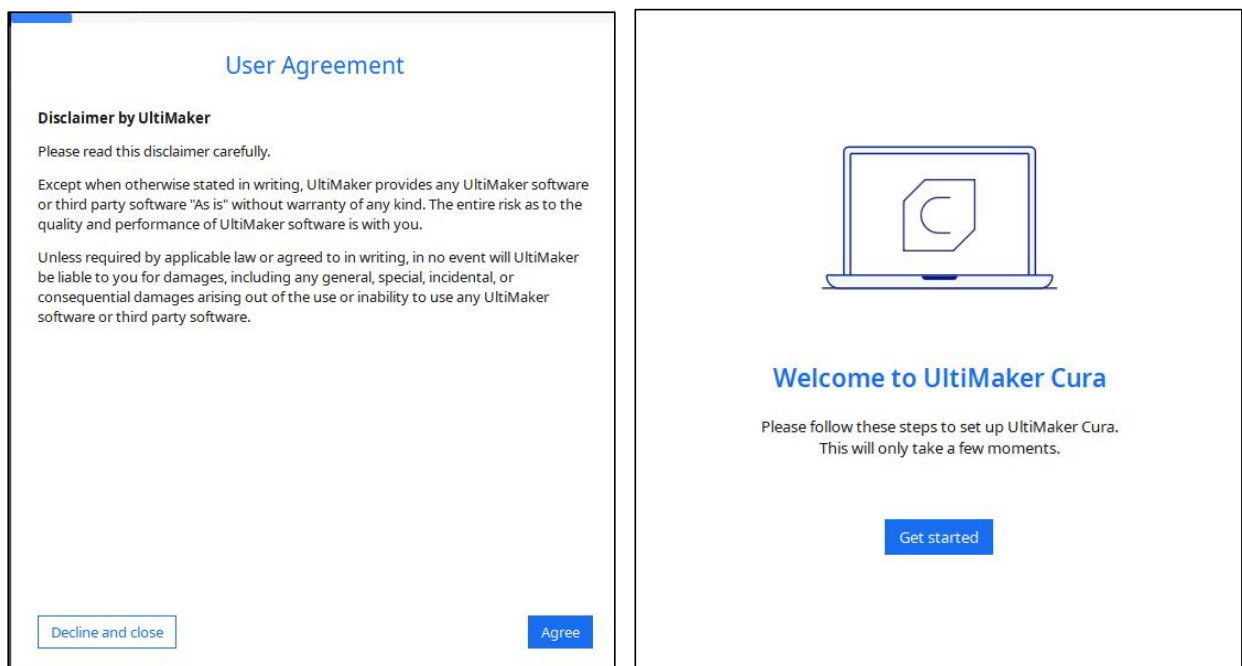 User Agreement
Disclaimer by UltiMaker
Please read this disclaimer carefully.
Except when otherwise stated in writing, UltiMaker provides any UltiMaker software
or third party software "As is" without warranty of any kind. The entire risk as to the
quality and performance of UltiMaker software is with you.
Unless required by applicable law or agreed to in writing, in no event will UltiMaker
be liable to you for damages, including any general, special, incidental, or
consequential damages arising out of the use or inability to use any UltiMaker
software or third party software.
Decline and close
Agree
Welcome to UltiMaker Cura
Please follow these steps to set up UltiMaker Cura.
This will only take a few moments.
Get started